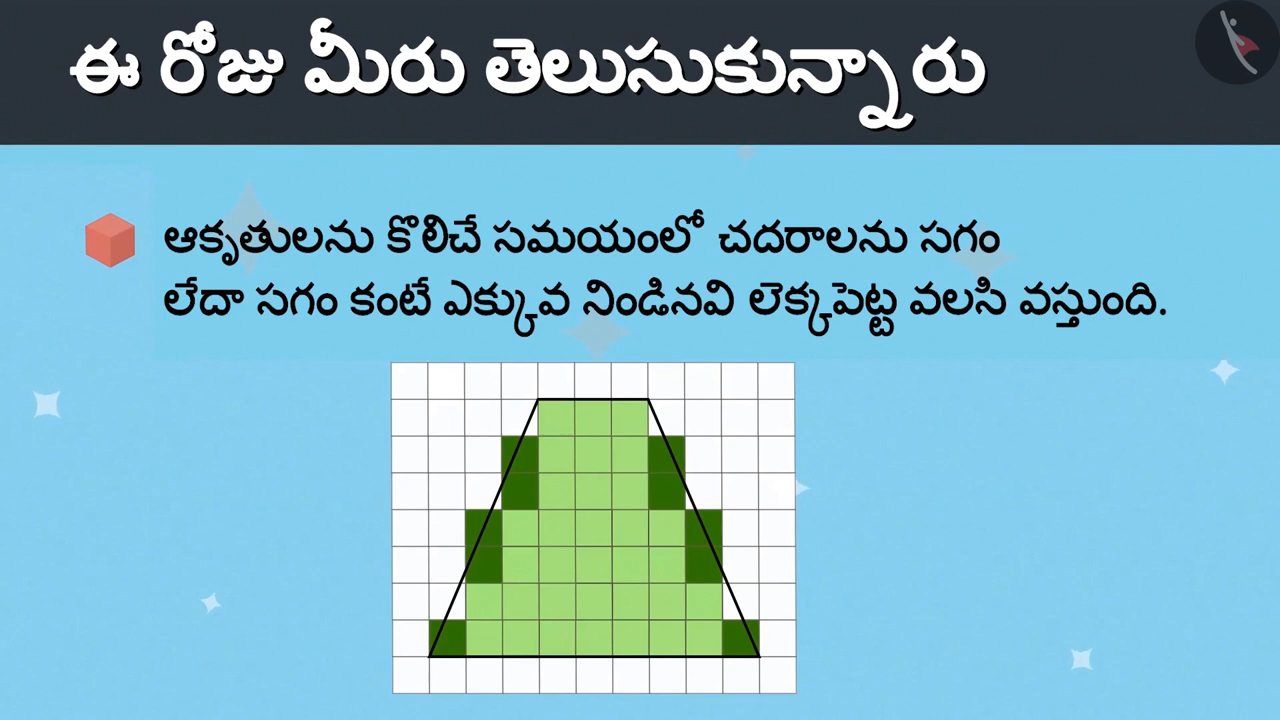 ఈ రోజు మీరు తెలుసుకున్నారు
ఆకృతులను కొలిచే సమయంలో చదరాలను సగం
లేదా సగం కంటే ఎక్కువ నిండినవి లెక్కపెట్ట వలసి వస్తుంది.